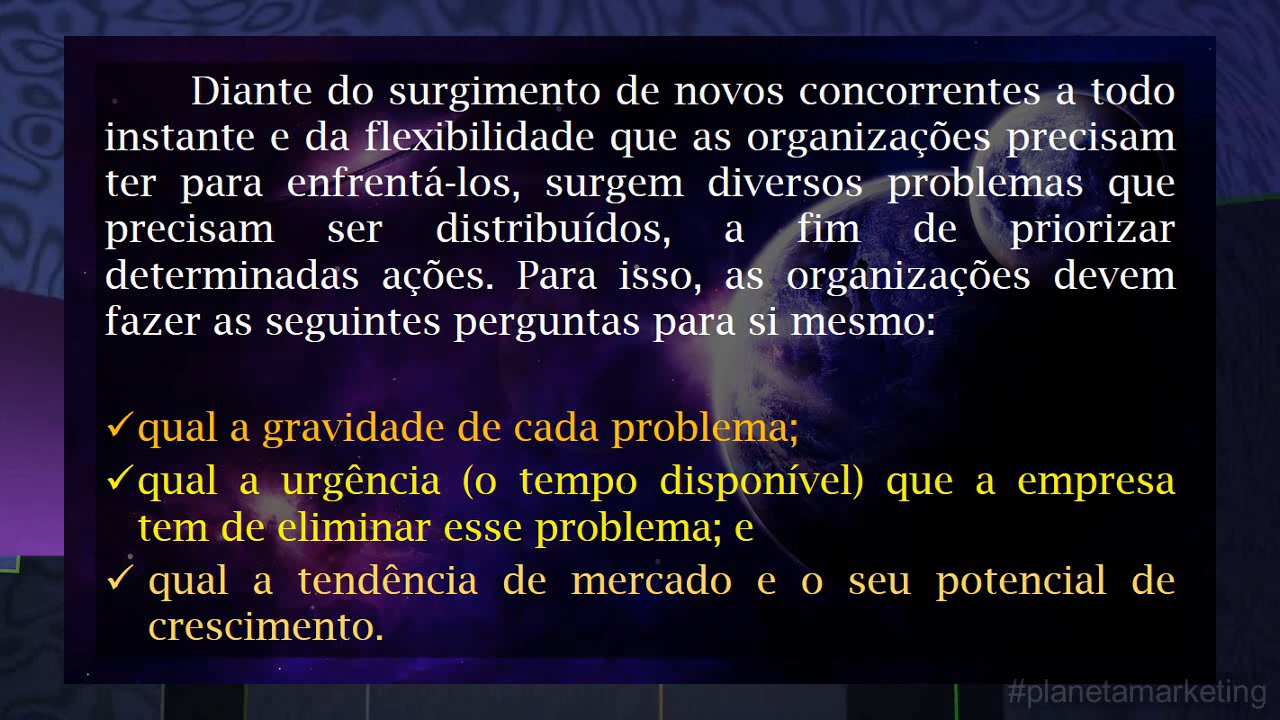 Diante do surgimento de novos concorrentes a todo
instante e da flexibilidade que as organizações precisam
ter para enfrentá-los, surgem diversos problemas que
precisam ser distribuídos, a fim de priorizar
determinadas ações. Para isso, as organizações devem
fazer as seguintes perguntas para si mesmo:
✓qual a gravidade de cada problema;
✓qual a urgência (o tempo disponível) que a empresa
tem de eliminar esse problema; e
✓ qual a tendência de mercado e o seu potencial de
crescimento.
#planetamarketing